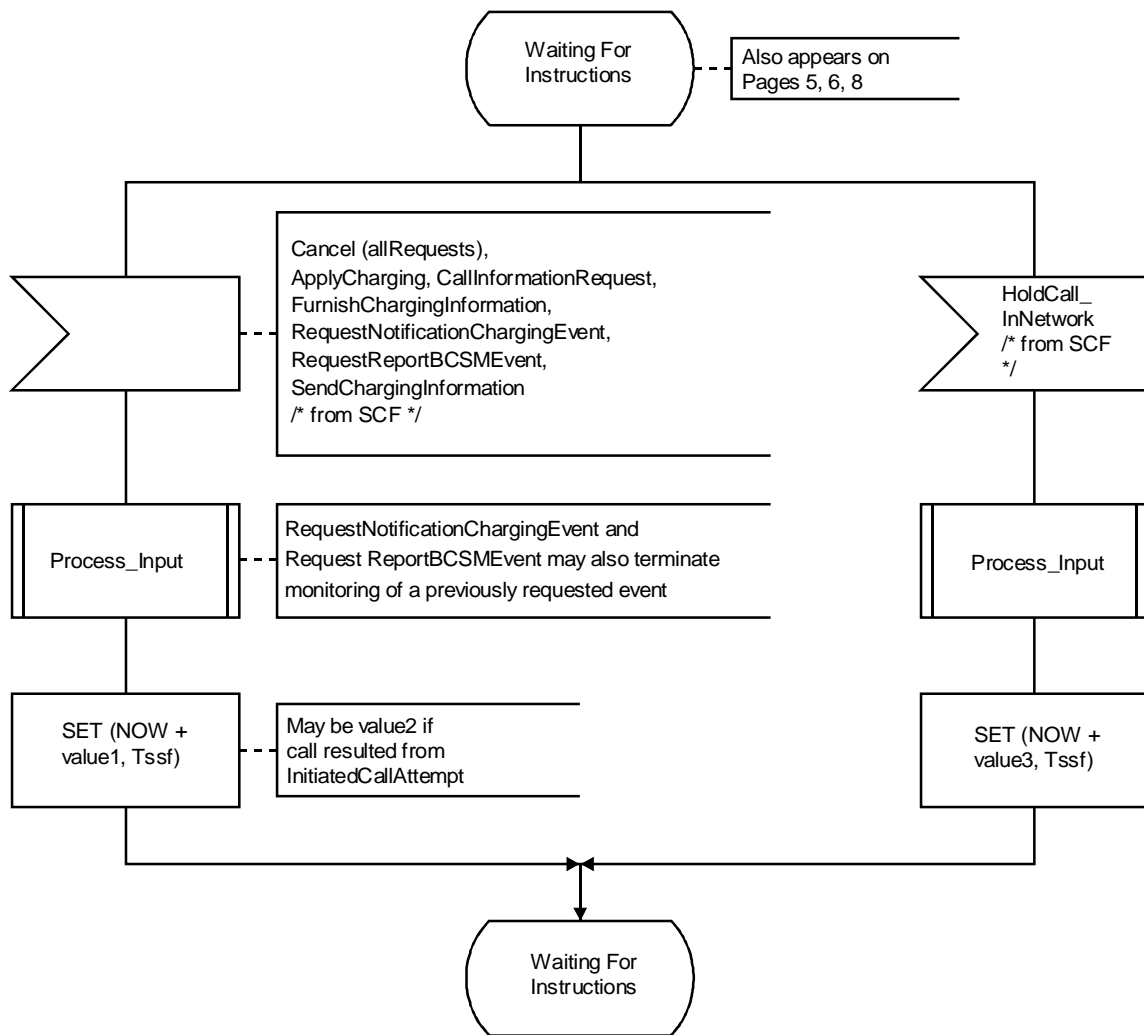 Waiting For
Instructions
Also appears on
Pages 5, 6, 8
Cancel (allRequests),
ApplyCharging, CallInformationRequest,
FurnishChargingInformation,
RequestNotificationChargingEvent,
RequestReportBCSMEvent,
SendChargingInformation
/* from SCF */
HoldCall_
InNetwork
/* from SCF
*/
Process_Input
RequestNotificationChargingEvent and
Request ReportBCSMEvent may also terminate
monitoring of a previously requested event
Process_Input
SET (NOW +
value1, Tssf)
May be value2 if
call resulted from
InitiatedCallAttempt
SET (NOW +
value3, Tssf)
Waiting For
Instructions